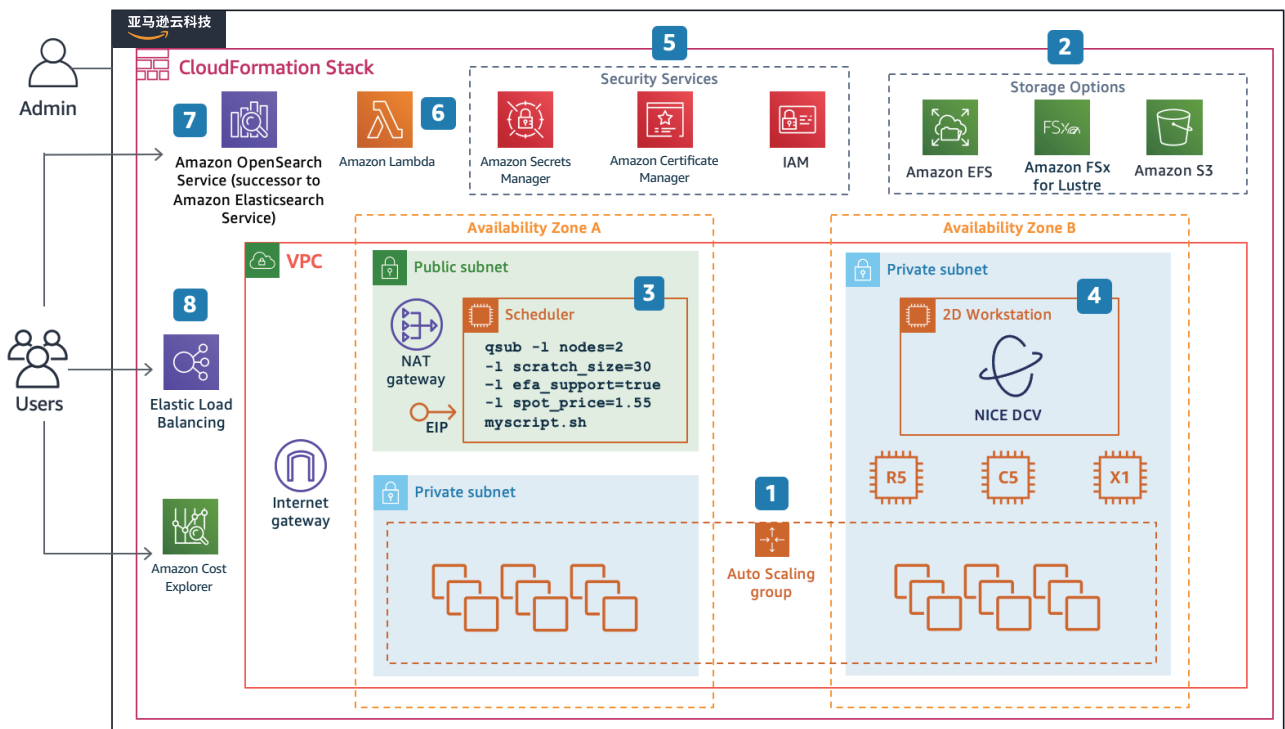 亚马逊云科技
Admin
CloudFormation Stack
5
Security Services
2
Storage Options
7
6
Amazon OpenSearch
Service (successor to
Amazon Elasticsearch
Service)
Amazon Lambda
Amazon Secrets
Manager
Amazon Certificate
Manager
IAM
Amazon EFS
FSx
Amazon FSx
for Lustre
Amazon S3
Availability Zone A
Availability Zone B
VPC
Public subnet
Private subnet
3
4
8
Scheduler
2D Workstation
qsub -l nodes=2
-l scratch_size=30
-l efa_support=true
-l spot_price=1.55
myscript.sh
NAT
gateway
EIP
NICE DCV
Users
Elastic Load
Balancing
Internet
gateway
R5
C5
X1
Private subnet
1
Auto Scaling
group
Amazon Cost
Explorer